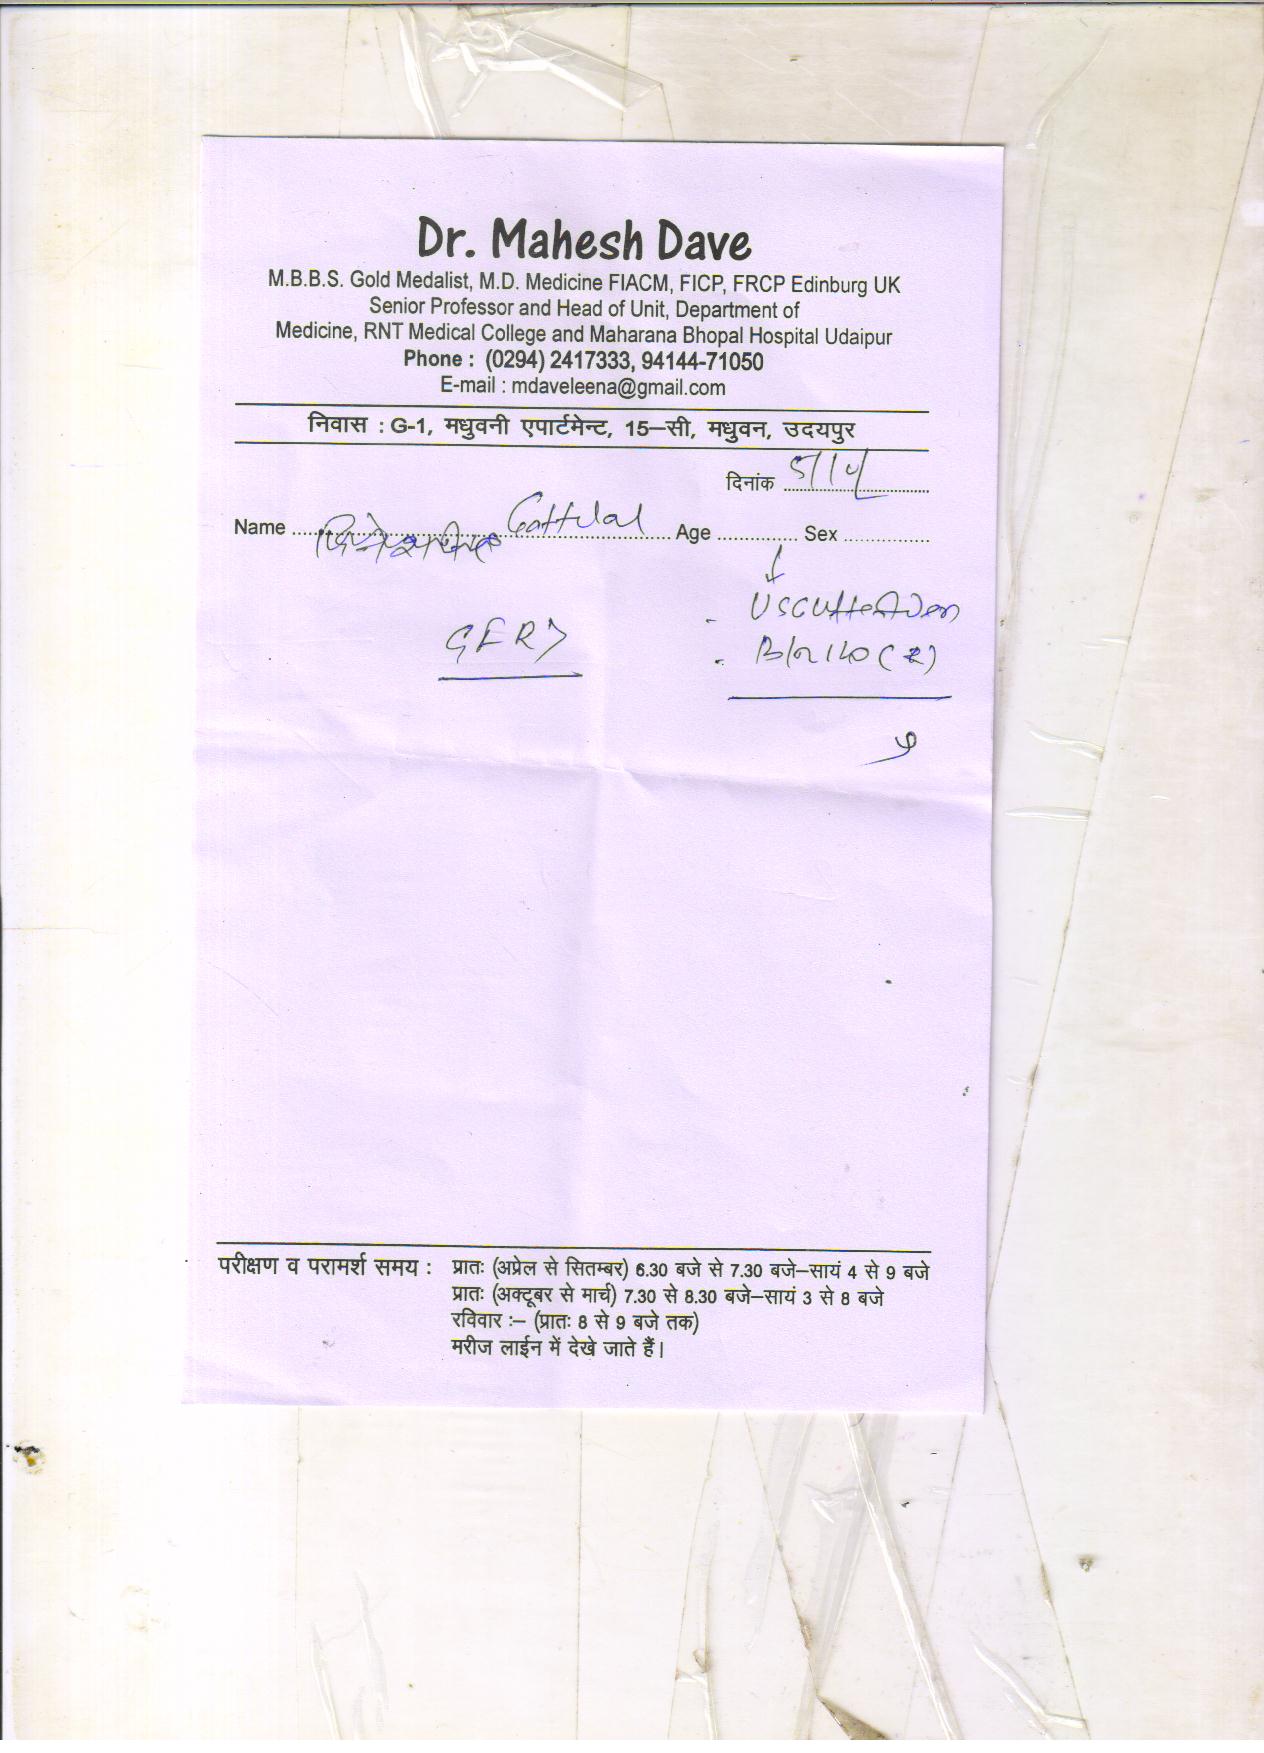 Dr. Mahesh Dave
M.B.B.S. Gold Medalist, M.D. Medicine FIACM, FICP, FRCP Edinburg UK
Senior Professor and Head of Unit, Department of
Medicine, RNT Medical College and Maharana Bhopal Hospital Udaipur
Phone : (0294) 2417333, 94144-71050
E-mail : mdaveleena@gmail.com
निवास : G-1, मधुवनी एपार्टमेन्ट, 15–सी, मधुवन, उदयपुर
दिनांक
Name Age Sex
परीक्षण व परामर्श समय : प्रातः (अप्रेल से सितम्बर) 6.30 बजे से 7.30 बजे–सायं 4 से 9 बजे
प्रातः (अक्टूबर से मार्च) 7.30 से 8.30 बजे–सायं 3 से 8 बजे
रविवार :– (प्रातः 8 से 9 बजे तक)
मरीज लाईन में देखे जाते हैं।